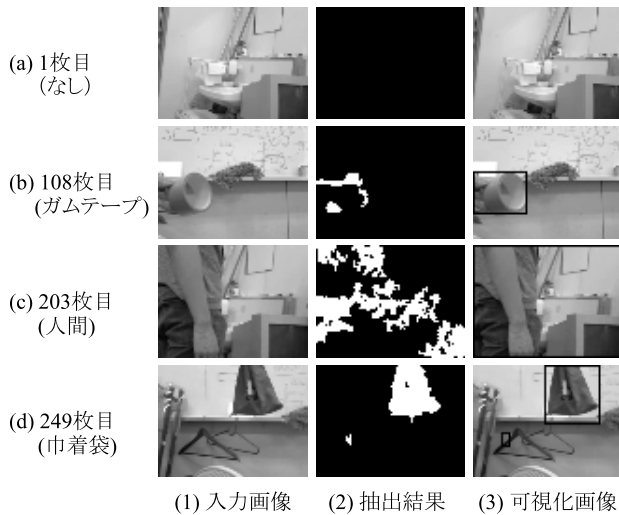 (a) 1枚目
(なし)
(b) 108枚目
(ガムテープ)
(c) 203枚目
(人間)
(d) 249枚目
(巾着袋)
(1) 入力画像 (2) 抽出結果 (3) 可視化画像